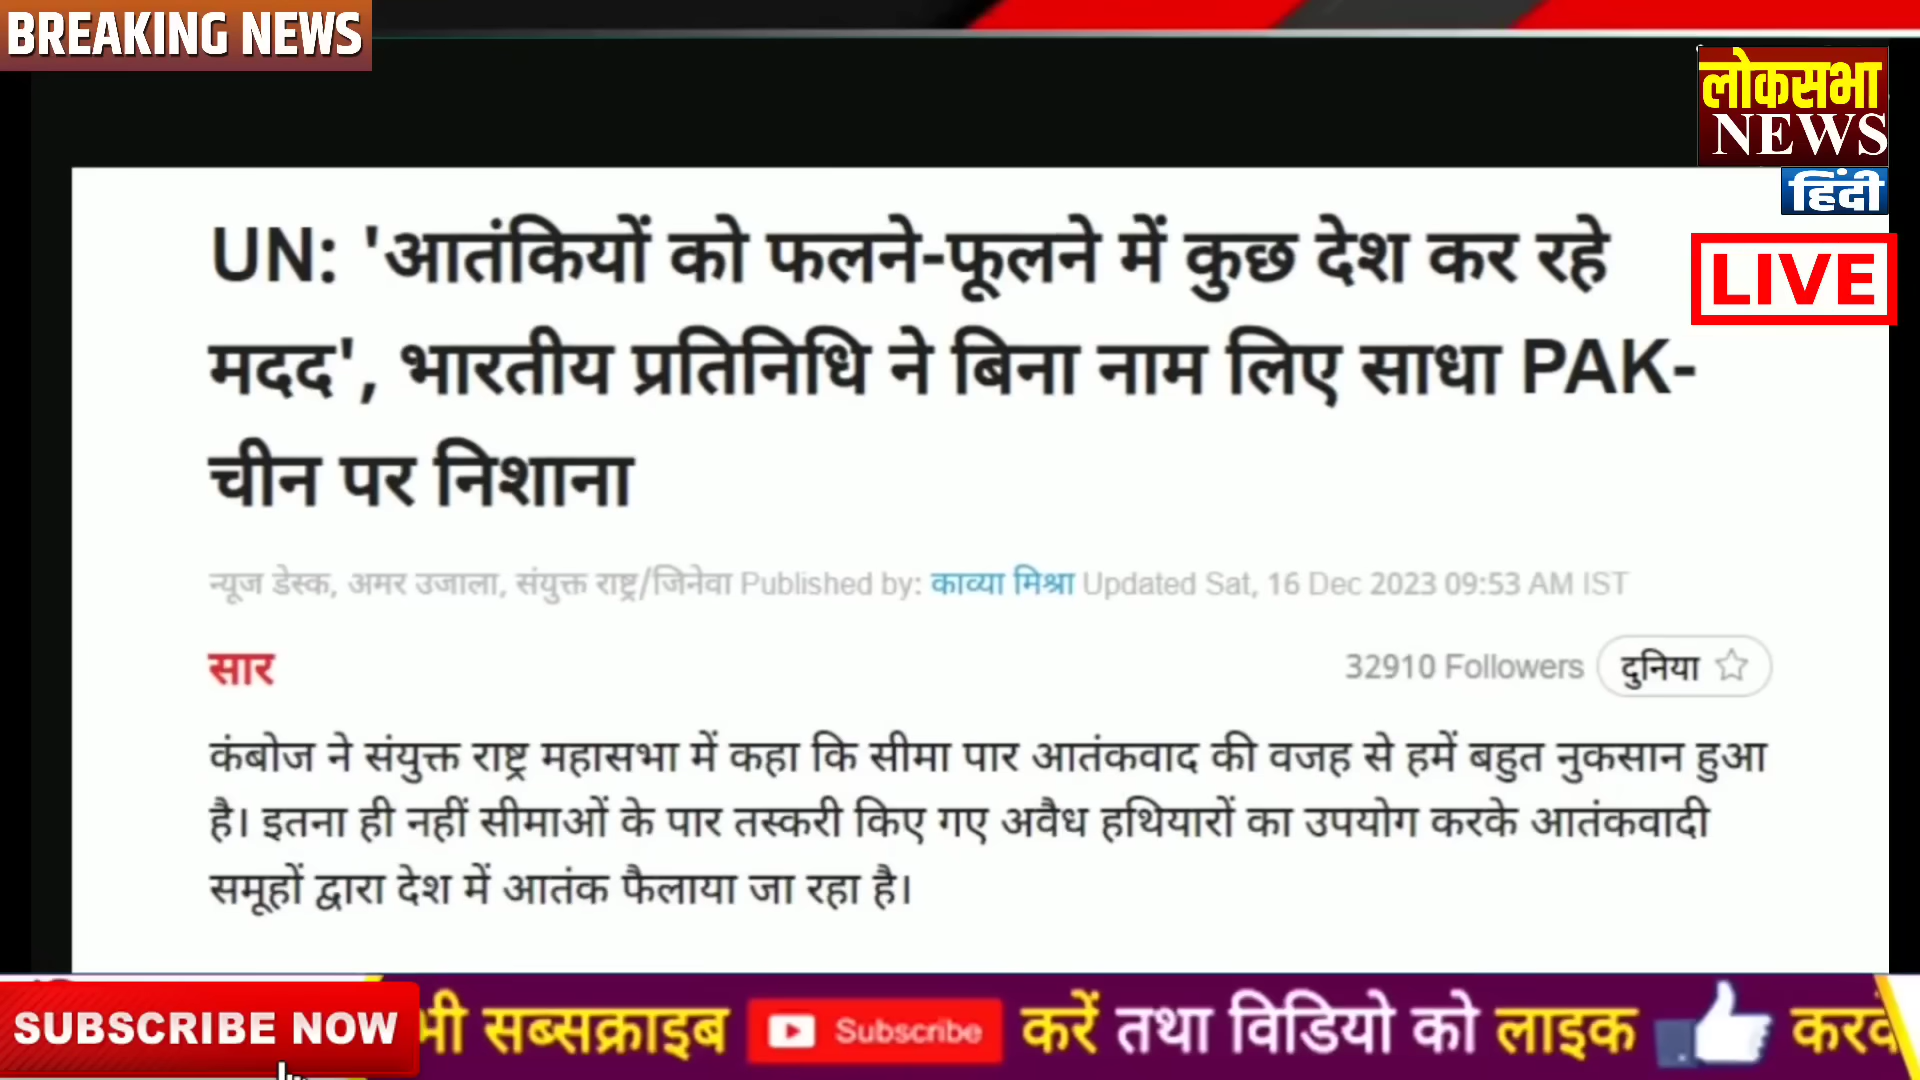 BREAKING NEWS
लोकसभा
NEWS
हिंदी
LIVE
UN: 'आतंकियों को फलने-फूलने में कुछ देश कर रहे
मदद', भारतीय प्रतिनिधि ने बिना नाम लिए साधा PAK-
चीन पर निशाना
न्यूज डेस्क, अमर उजाला, संयुक्त राष्ट्र/जिनेवा Published by: काव्या मिश्रा Updated Sat, 16 Dec 2023 09:53 AM IST
सार
32910 Followers दुनिया
कंबोज ने संयुक्त राष्ट्र महासभा में कहा कि सीमा पार आतंकवाद की वजह से हमें बहुत नुकसान हुआ
है। इतना ही नहीं सीमाओं के पार तस्करी किए गए अवैध हथियारों का उपयोग करके आतंकवादी
समूहों द्वारा देश में आतंक फैलाया जा रहा है।
SUBSCRIBE NOW
भी सब्सक्राइब Subscribe करें तथा विडियो को लाइक